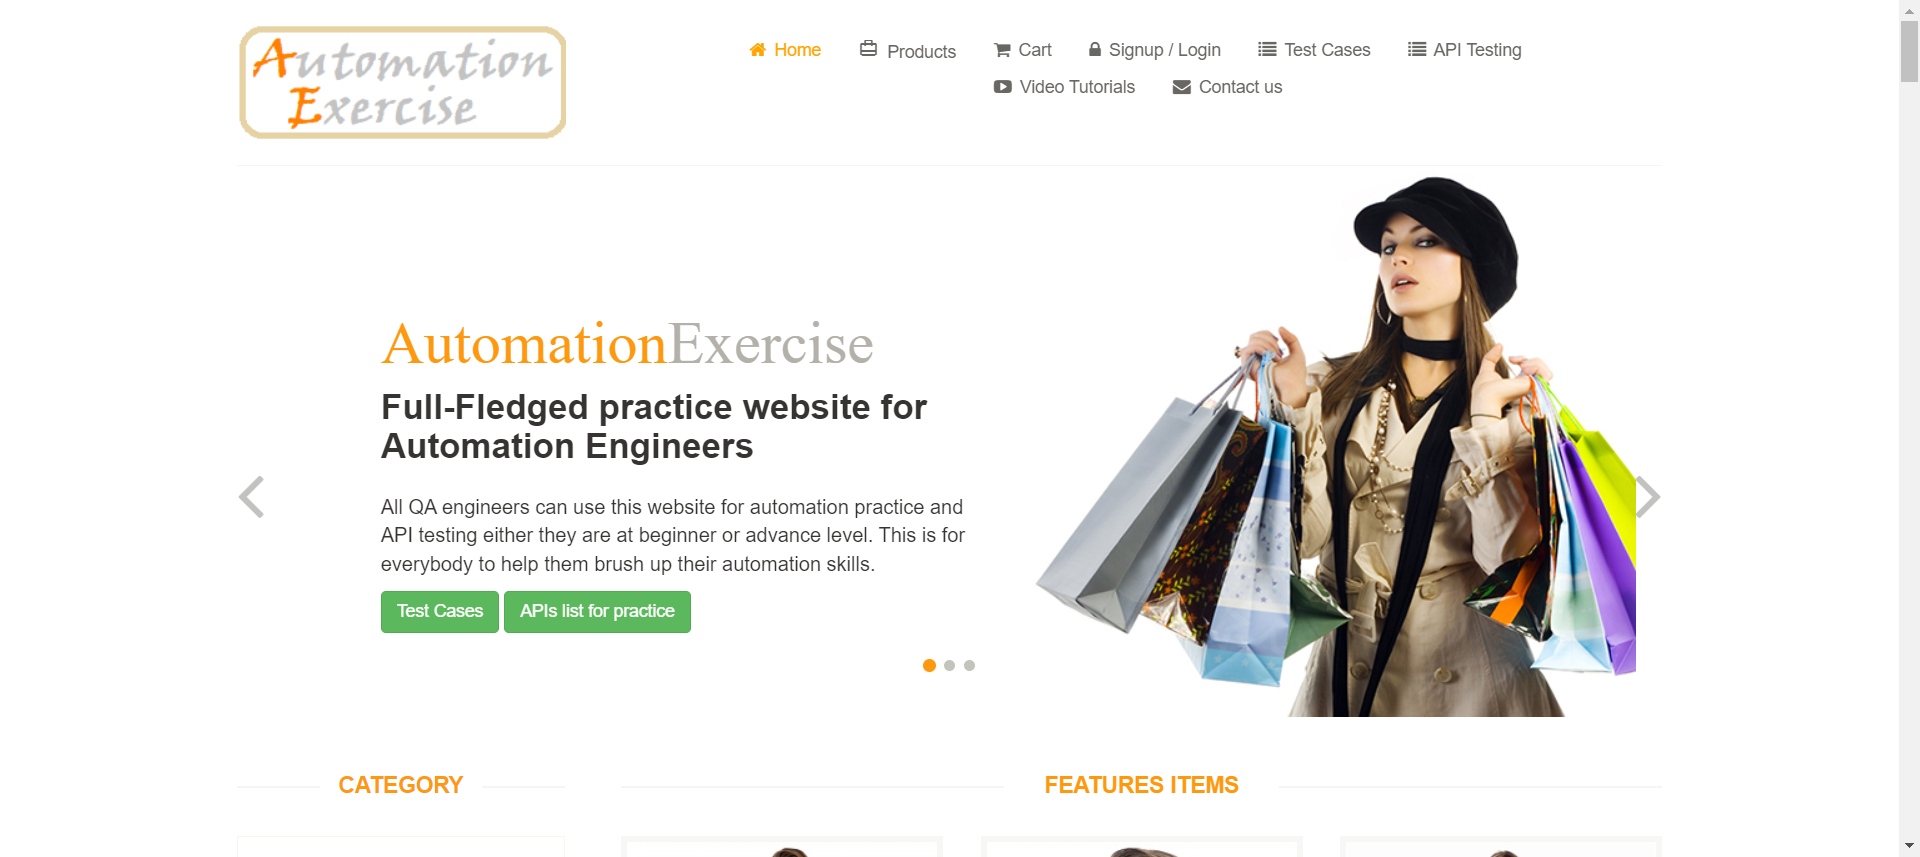 Automation
Exercise
Home
Products
Cart
Signup / Login
Test Cases
API Testing
Video Tutorials
Contact us
AutomationExercise
Full-Fledged practice website for
Automation Engineers
All QA engineers can use this website for automation practice and
API testing either they are at beginner or advance level. This is for
everybody to help them brush up their automation skills.
Test Cases
APIs list for practice
CATEGORY
FEATURES ITEMS